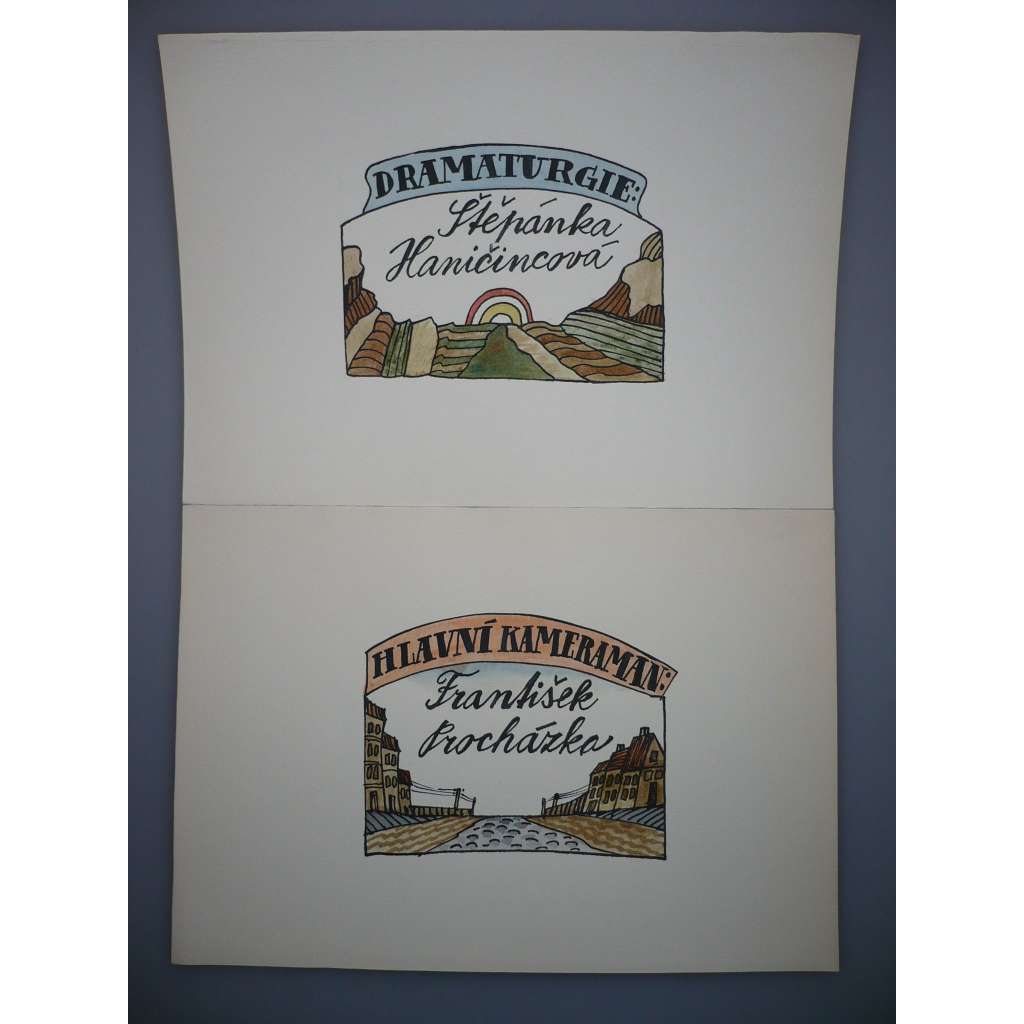 DRAMATURGIE:
Štěpánka
Haničincová
HLAVNÍ KAMERAMAN:
František
Procházka